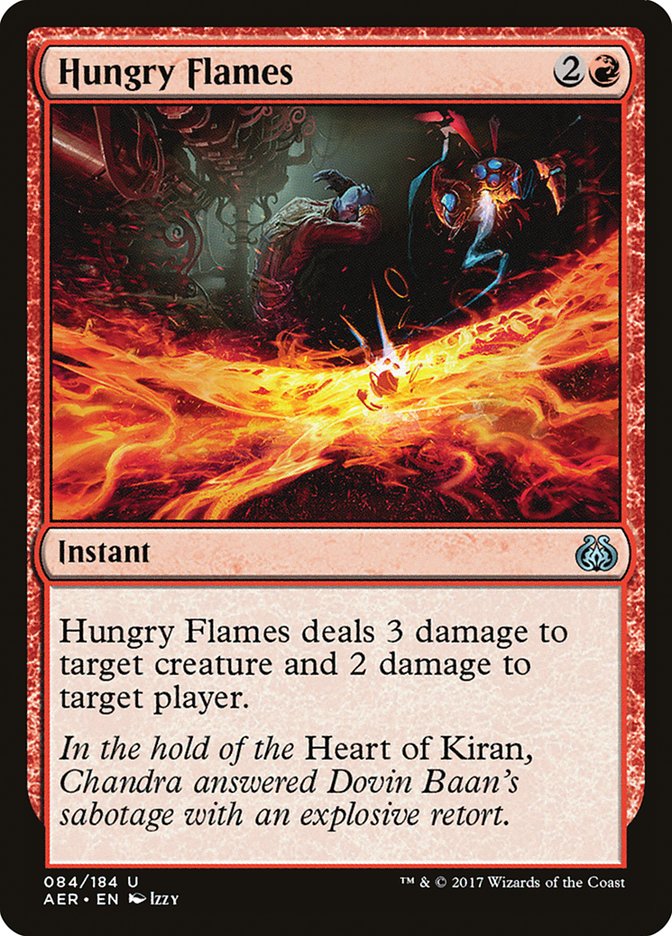 Hungry Flames 2
Instant
Hungry Flames deals 3 damage to
target creature and 2 damage to
target player.
In the hold of the Heart of Kiran,
Chandra answered Dovin Baan's
sabotage with an explosive retort.
084/184 U
™ & © 2017 Wizards of the Coast
AER • EN Izzy